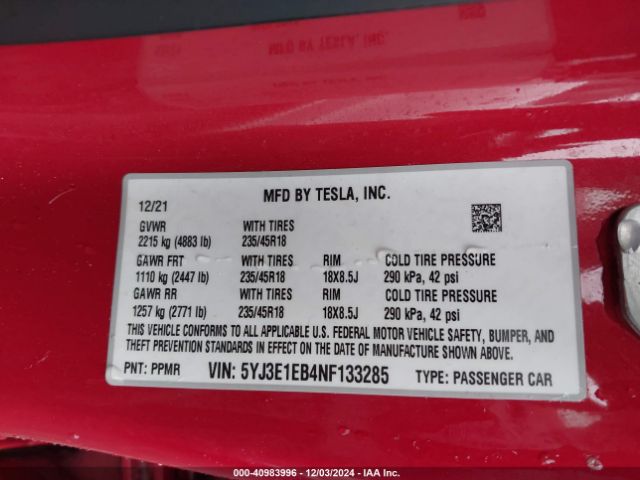 MFD BY TESLA, INC.
12/21
GVWR WITH TIRES
2215 kg (4883 lb) 235/45R18
GAWR FRT WITH TIRES RIM COLD TIRE PRESSURE
1110 kg (2447 lb) 235/45R18 18X8.5J 290 kPa, 42 psi
GAWR RR WITH TIRES RIM COLD TIRE PRESSURE
1257 kg (2771 lb) 235/45R18 18X8.5J 290 kPa, 42 psi
THIS VEHICLE CONFORMS TO ALL APPLICABLE U.S. FEDERAL MOTOR VEHICLE SAFETY, BUMPER, AND
THEFT PREVENTION STANDARDS IN EFFECT ON THE DATE OF MANUFACTURE SHOWN ABOVE.
PNT: PPMR VIN: 5YJ3E1EB4NF133285 TYPE: PASSENGER CAR
000-40983996 - 12/03/2024 - IAA Inc.